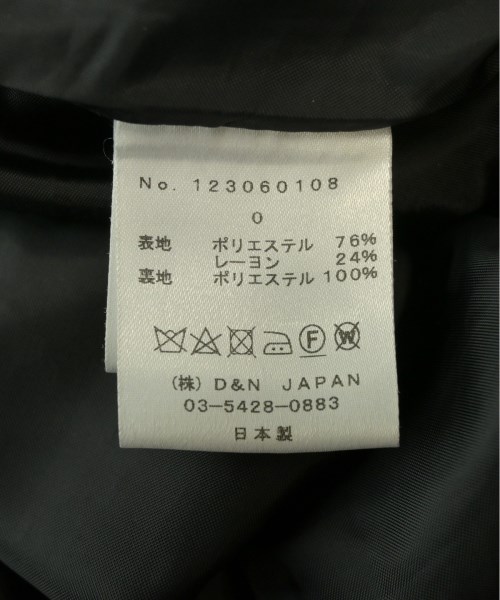 No. 123060108
0
表地 ポリエステル 76%
レーヨン 24%
裏地 ポリエステル 100%
F W
(株) D&N JAPAN
03-5428-0883
日本製